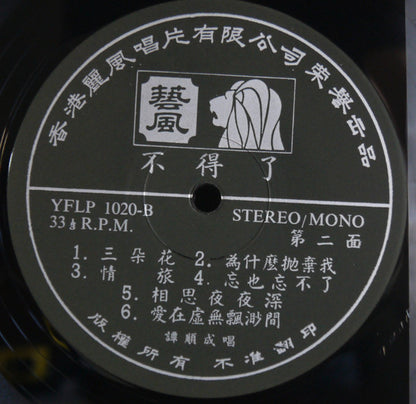 香港麗風唱片有限公司榮譽出品
藝風
不得了
YFLP 1020-B
STEREO/MONO
33⅓ R.P.M.
第二面
1. 三朵花 2. 為什麼拋棄我
3. 情旅 4. 忘也忘不了
5. 相思夜夜深
6. 愛在虛無飄渺間
譚順成唱
版權所有 不准翻印